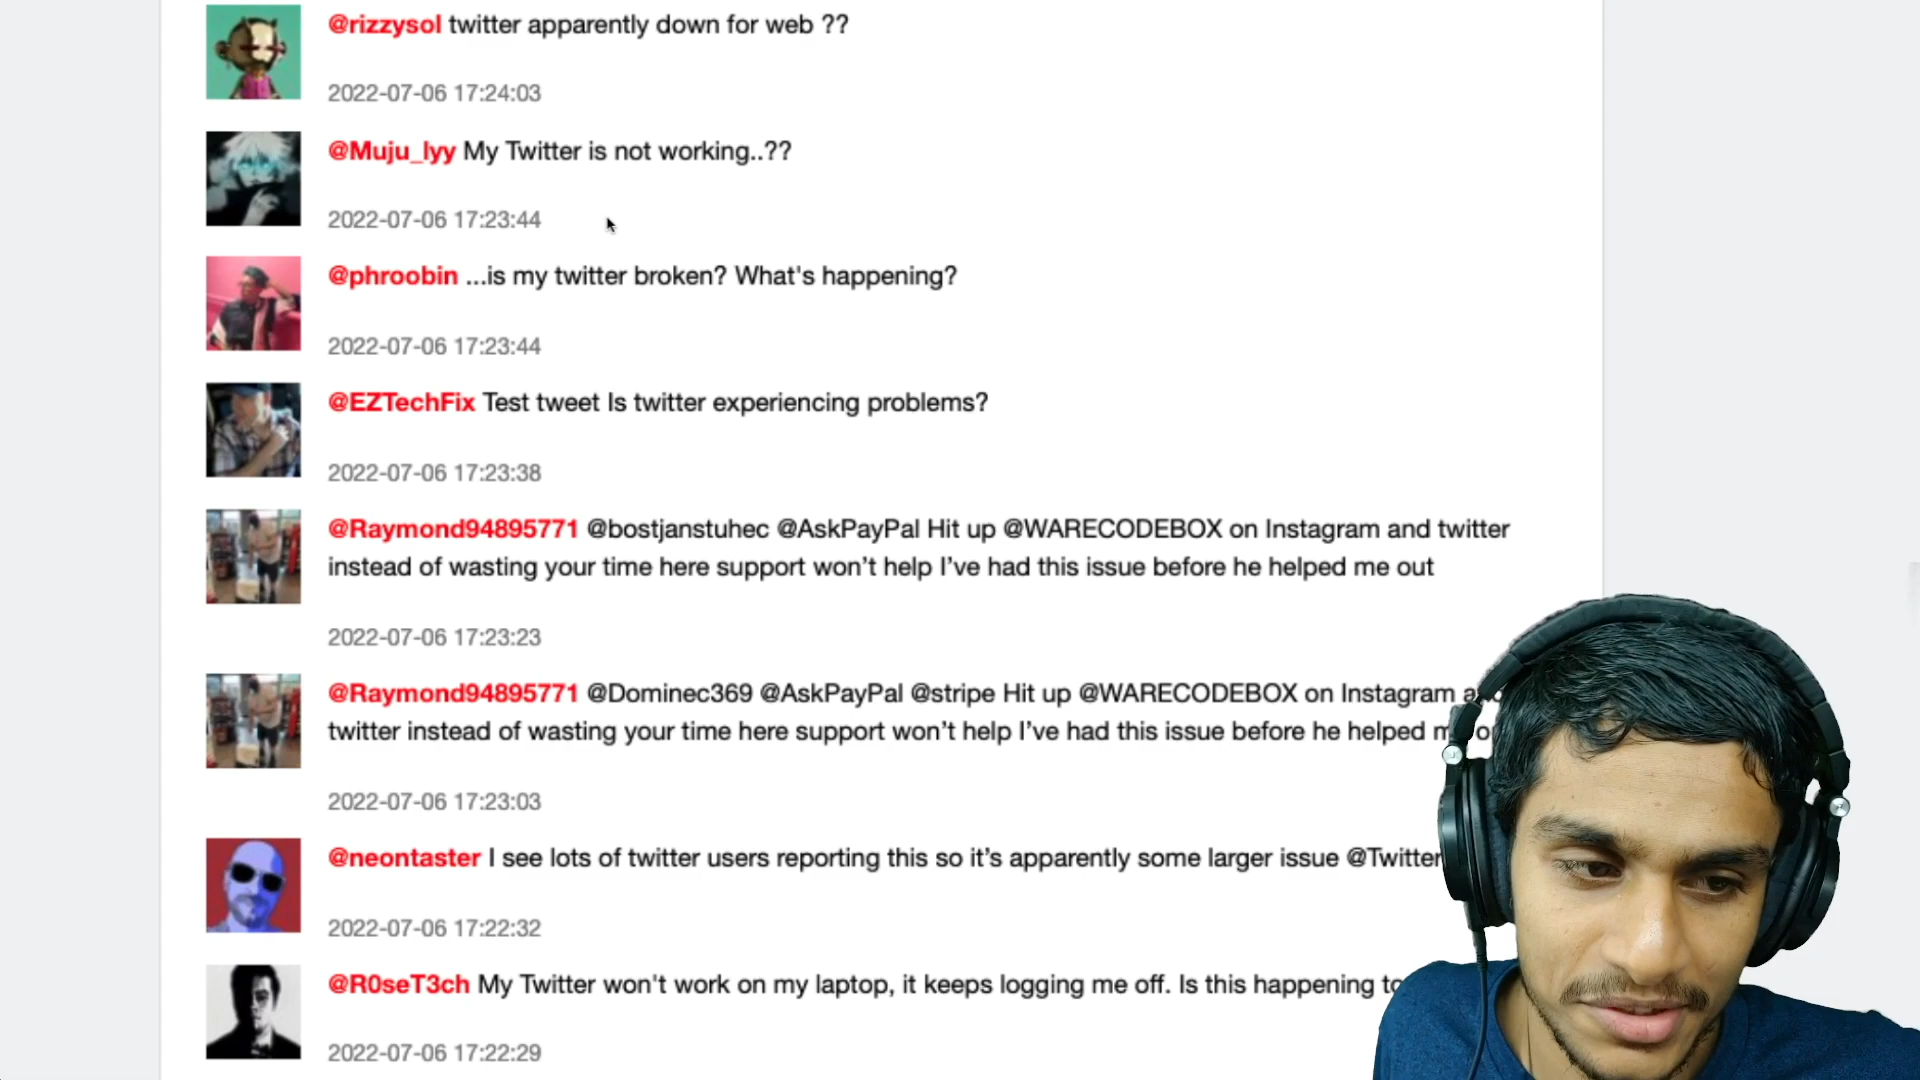 @rizzysol twitter apparently down for web ??
2022-07-06 17:24:03
@Muju_lyy My Twitter is not working..??
2022-07-06 17:23:44
@phroobin ...is my twitter broken? What's happening?
2022-07-06 17:23:44
@EZTechFix Test tweet Is twitter experiencing problems?
2022-07-06 17:23:38
@Raymond94895771 @bostjanstuhec @AskPayPal Hit up @WARECODEBOX on Instagram and twitter
instead of wasting your time here support won’t help I’ve had this issue before he helped me out
2022-07-06 17:23:23
@Raymond94895771 @Dominec369 @AskPayPal @stripe Hit up @WARECODEBOX on Instagram
twitter instead of wasting your time here support won’t help I’ve had this issue before he helped
2022-07-06 17:23:03
@neontaster I see lots of twitter users reporting this so it’s apparently some larger issue @Twitter
2022-07-06 17:22:32
@R0seT3ch My Twitter won't work on my laptop, it keeps logging me off. Is this happening to
2022-07-06 17:22:29